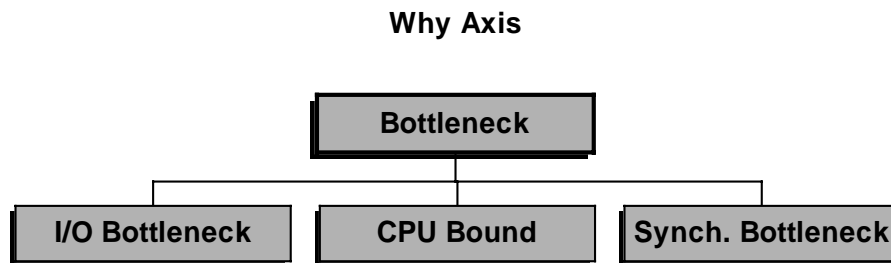 Why Axis
Bottleneck
I/O Bottleneck
CPU Bound
Synch. Bottleneck